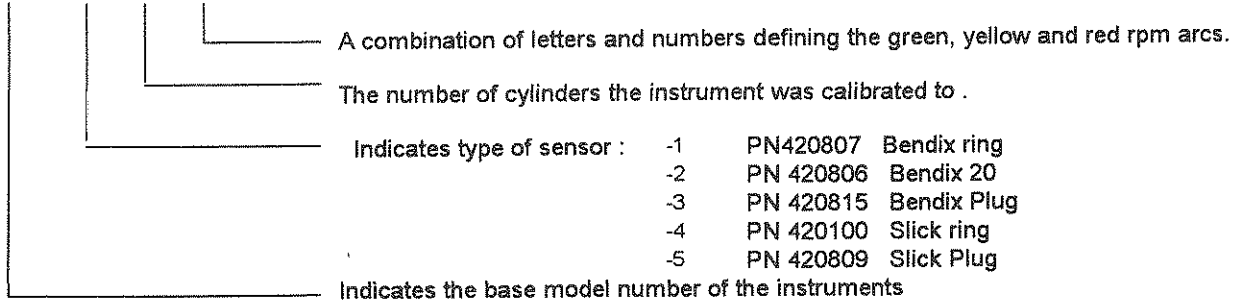 A combination of letters and numbers defining the green, yellow and red rpm arcs.
The number of cylinders the instrument was calibrated to .
Indicates type of sensor : -1 PN420807 Bendix ring
-2 PN 420806 Bendix 20
-3 PN 420815 Bendix Plug
-4 PN 420100 Slick ring
-5 PN 420809 Slick Plug
Indicates the base model number of the instruments